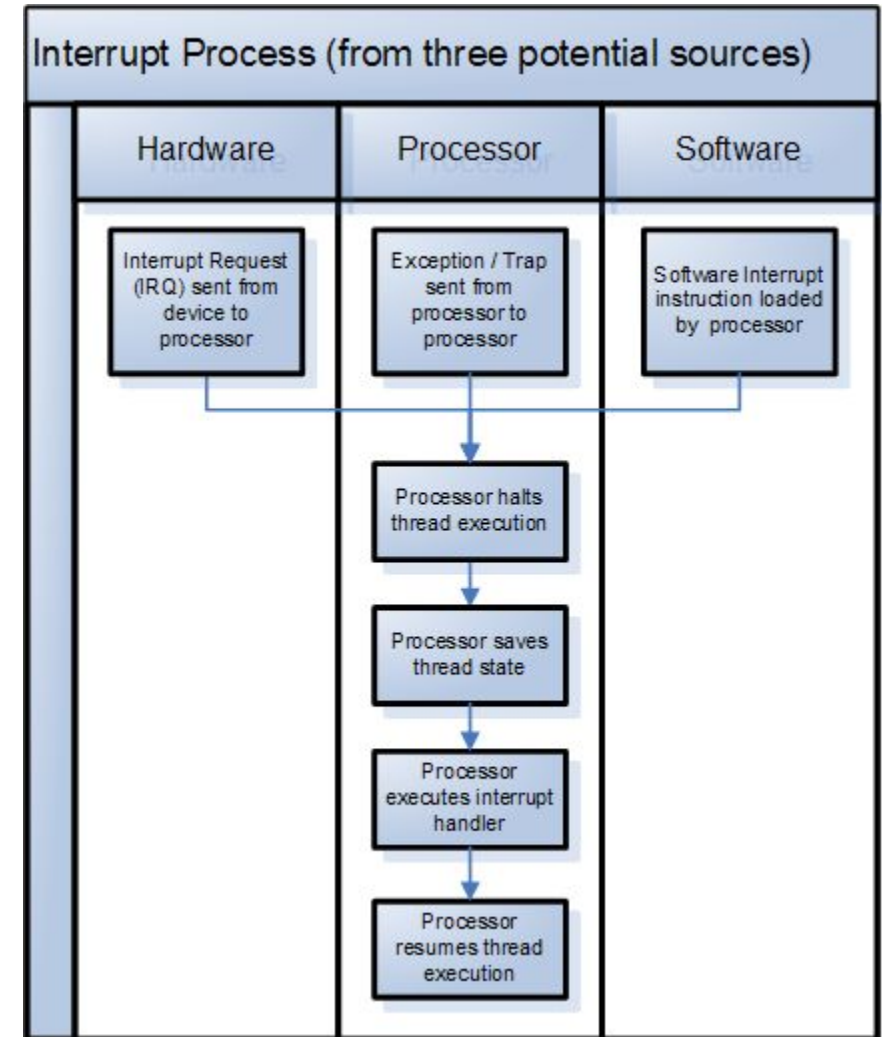 Interrupt Process (from three potential sources)
Hardware
Processor
Software
Interrupt Request
(IRQ) sent from
device to
processor
Exception / Trap
sent from
processor to
processor
Software Interrupt
instruction loaded
by processor
Processor halts
thread execution
Processor saves
thread state
Processor
executes interrupt
handler
Processor
resumes thread
execution